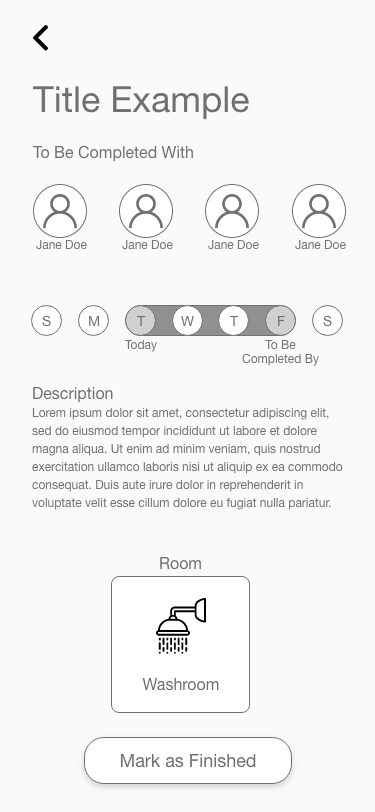 Title Example
To Be Completed With
Jane Doe Jane Doe Jane Doe Jane Doe
S M T W T F S
Today To Be
Completed By
Description
Lorem ipsum dolor sit amet, consectetur adipiscing elit,
sed do eiusmod tempor incididunt ut labore et dolore
magna aliqua. Ut enim ad minim veniam, quis nostrud
exercitation ullamco laboris nisi ut aliquip ex ea commodo
consequat. Duis aute irure dolor in reprehenderit in
voluptate velit esse cillum dolore eu fugiat nulla pariatur.
Room
Washroom
Mark as Finished